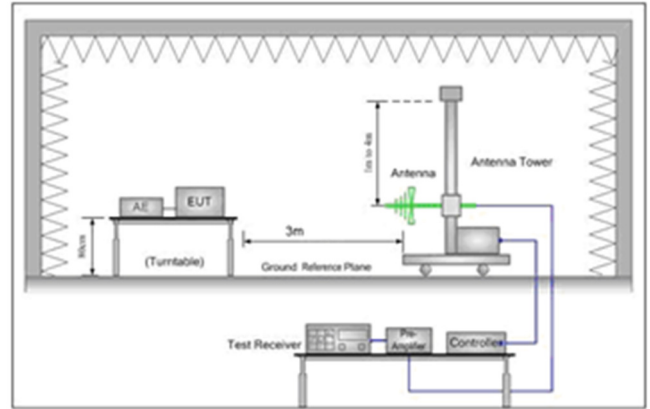 1m to 4m
Antenna Tower
Antenna
AE
EUT
80cm
3m
(Turntable)
Ground Reference Plane
Test Receiver
Pre-
Amplifier
Controller